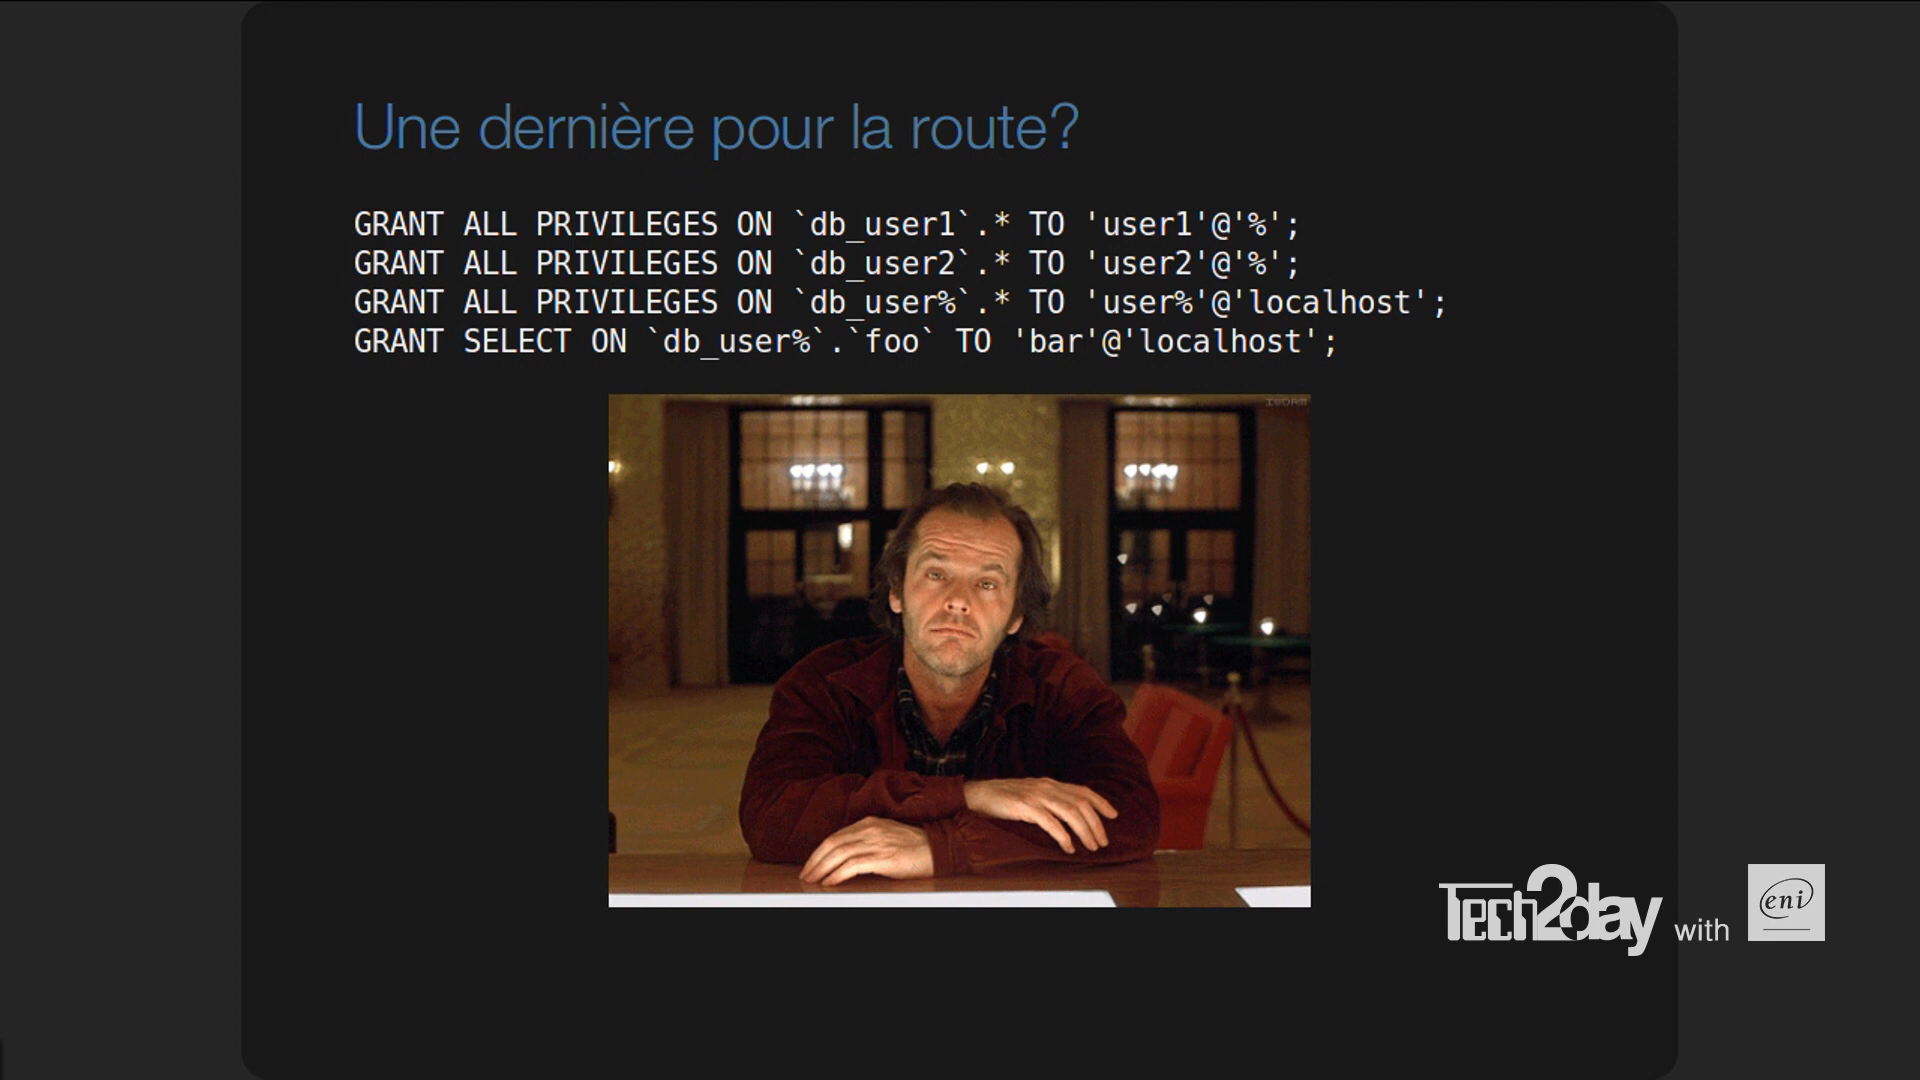 Une dernière pour la route?
GRANT ALL PRIVILEGES ON `db_user1`.* TO 'user1'@'%';
GRANT ALL PRIVILEGES ON `db_user2`.* TO 'user2'@'%';
GRANT ALL PRIVILEGES ON `db_user%`.* TO 'user%'@'localhost';
GRANT SELECT ON `db_user%`.`foo` TO 'bar'@'localhost';
Tech2day with eni